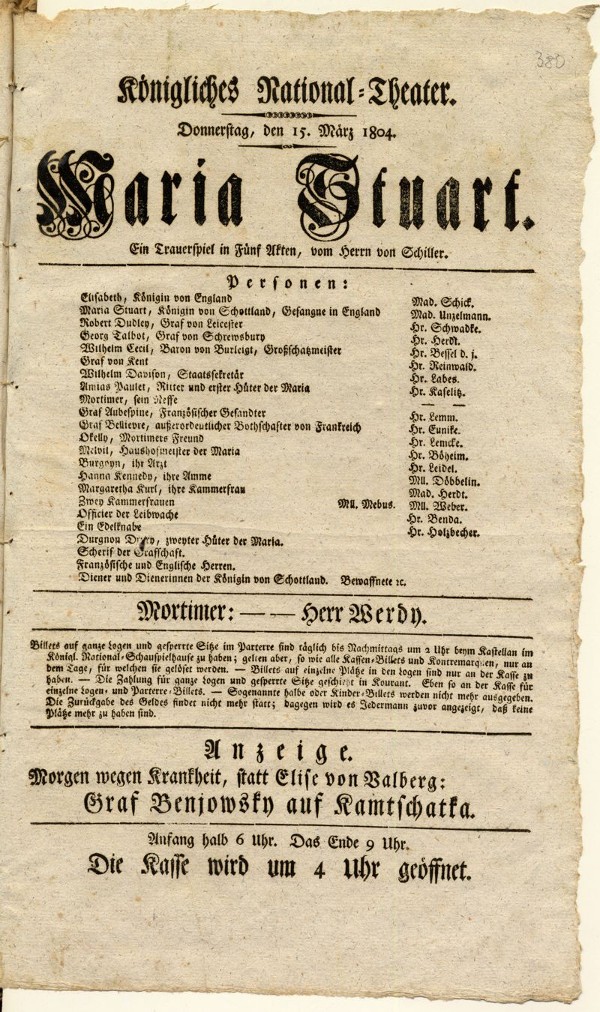 380
Königliches National-Theater.
Donnerstag, den 15. März 1804.
Maria Stuart.
Ein Trauerspiel in Fünf Akten, vom Herrn von Schiller.
Personen:
Elisabeth, Königin von England Mad. Schick.
Maria Stuart, Königin von Schottland, Gefangne in England Mad. Unzelmann.
Robert Dudley, Graf von Leicester Hr. Schwadke.
Georg Talbot, Graf von Schrewsbury Hr. Herdt.
Wilhelm Cecil, Baron von Burleigt, Großschatzmeister Hr. Bessel d. j.
Graf von Kent Hr. Reinwald.
Wilhelm Davison, Staatssekretär Hr. Labes.
Amias Paulet, Ritter und erster Hüter der Maria Hr. Kaselitz.
Mortimer, sein Neffe — —
Graf Aubespine, Französischer Gesandter Hr. Lemm.
Graf Bellievre, außerordentlicher Bothschafter von Frankreich Hr. Eunike.
Okelly, Mortimers Freund Hr. Lemcke.
Melvil, Haushofmeister der Maria Hr. Böheim.
Burgoyn, ihr Arzt Hr. Leidel.
Hanna Kennedy, ihre Amme Mll. Döbbelin.
Margaretha Kurl, ihre Kammerfrau Mad. Herdt.
Zwey Kammerfrauen Mll. Mebus. Mll. Weber.
Officier der Leibwache Hr. Benda.
Ein Edelknabe Hr. Holzbecher.
Durgnon Drury, zweyter Hüter der Maria.
Scherif der Grafschaft.
Französische und Englische Herren.
Diener und Dienerinnen der Königin von Schottland. Bewaffnete ꝛc.
Mortimer: — — Herr Werdy.
Billets auf ganze Logen und gesperrte Sitze im Parterre sind täglich bis Nachmittags um 2 Uhr beym Kastellan im
Königl. National-Schauspielhause zu haben; gelten aber, so wie alle Kassen-Billets und Kontremarquen, nur an
dem Tage, für welchen sie gelöset werden. — Billets auf einzelne Plätze in den Logen sind nur an der Kasse zu
haben. — Die Zahlung für ganze Logen und gesperrte Sitze geschieht in Kourant. Eben so an der Kasse für
einzelne Logen- und Parterre-Billets. — Sogenannte halbe oder Kinder-Billets werden nicht mehr ausgegeben.
Die Zurückgabe des Geldes findet nicht mehr statt; dagegen wird es Jedermann zuvor angezeigt, daß keine
Plätze mehr zu haben sind.
Anzeige.
Morgen wegen Krankheit, statt Elise von Valberg:
Graf Benjowsky auf Kamtschatka.
Anfang halb 6 Uhr. Das Ende 9 Uhr.
Die Kasse wird um 4 Uhr geöffnet.